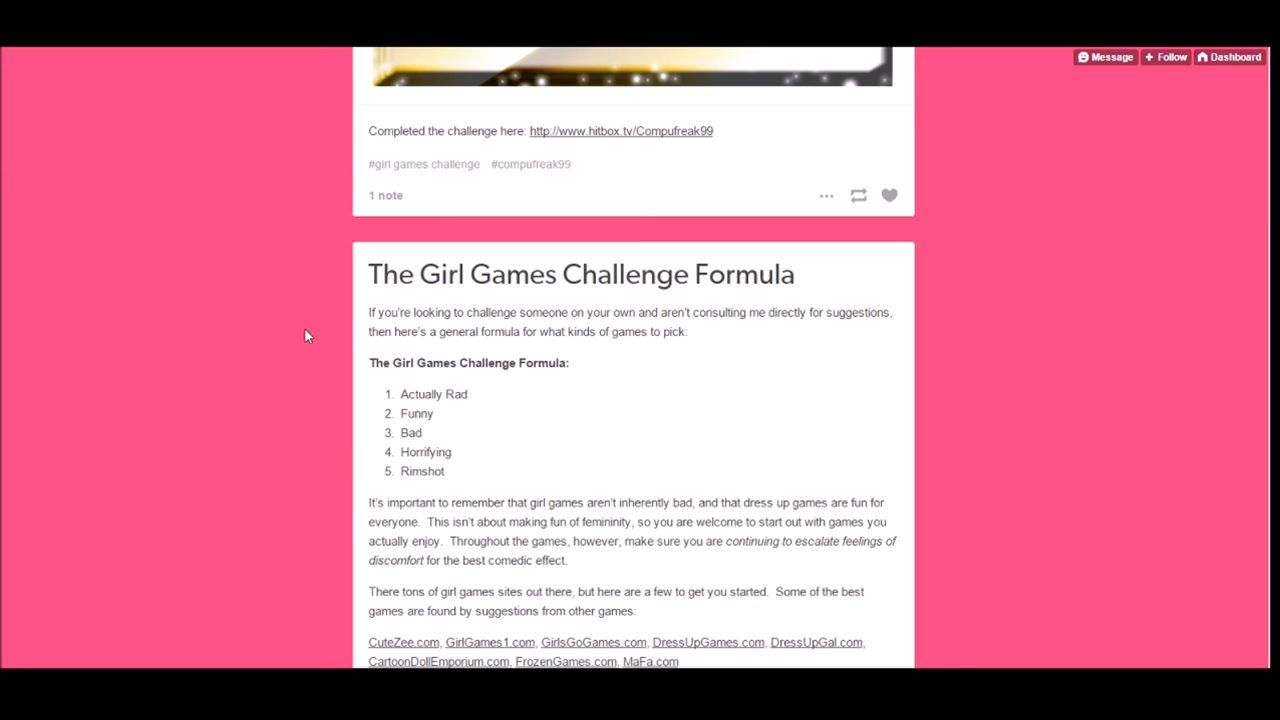 Message Follow Dashboard
Completed the challenge here: http://www.hitbox.tv/Compufreak99
#girl games challenge #compufreak99
1 note
The Girl Games Challenge Formula
If you're looking to challenge someone on your own and aren't consulting me directly for suggestions,
then here's a general formula for what kinds of games to pick:
The Girl Games Challenge Formula:
1. Actually Rad
2. Funny
3. Bad
4. Horrifying
5. Rimshot
It's important to remember that girl games aren't inherently bad, and that dress up games are fun for
everyone. This isn't about making fun of femininity, so you are welcome to start out with games you
actually enjoy. Throughout the games, however, make sure you are continuing to escalate feelings of
discomfort for the best comedic effect.
There tons of girl games sites out there, but here are a few to get you started. Some of the best
games are found by suggestions from other games:
CuteZee.com, GirlGames1.com, GirlsGoGames.com, DressUpGames.com, DressUpGal.com,
CartoonDollEmporium.com, FrozenGames.com, MaFa.com